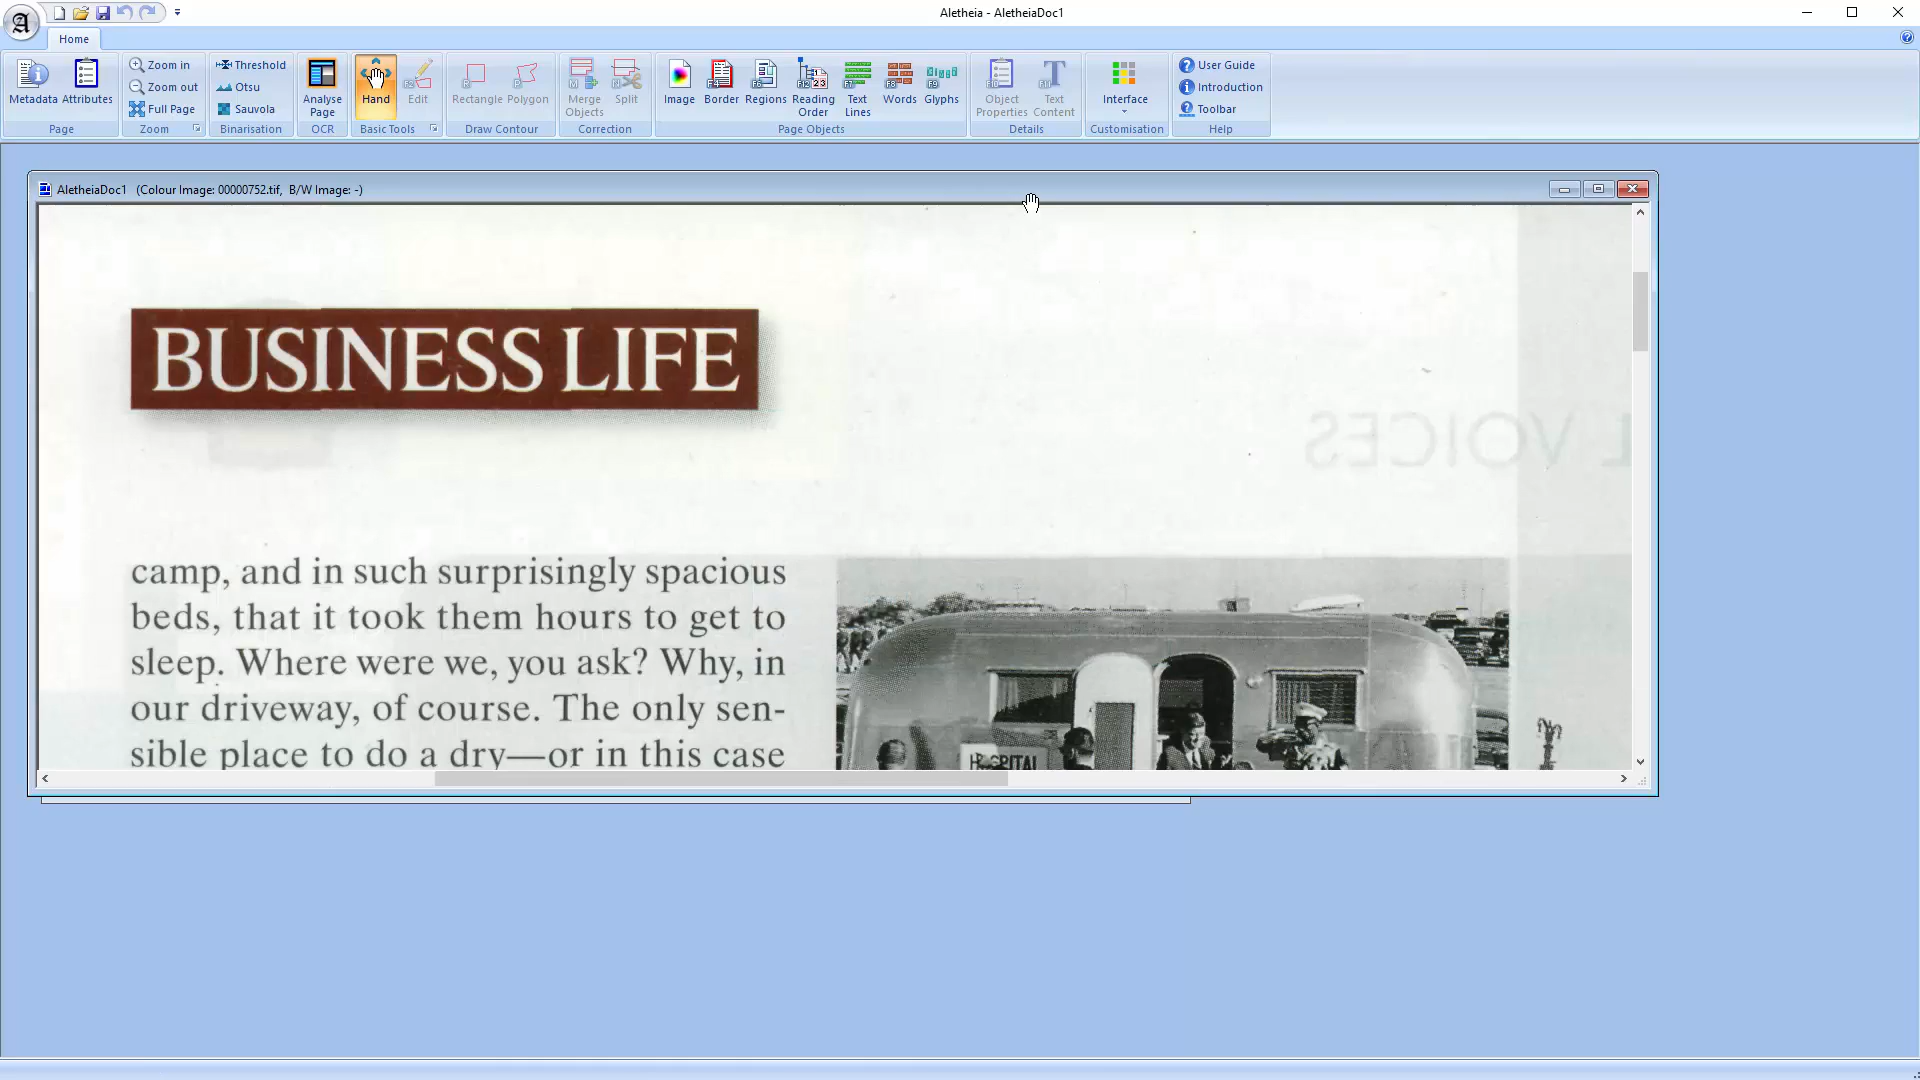 Aletheia - AletheiaDoc1
Home
Metadata
Attributes
Page
Zoom in
Zoom out
Full Page
Zoom
Threshold
Otsu
Sauvola
Binarisation
Analyse Page
OCR
Hand
Edit
Basic Tools
Rectangle
Polygon
Draw Contour
Merge Objects
Split
Correction
Image
Border
Regions
Reading Order
Text Lines
Words
Glyphs
Page Objects
Object Properties
Text Content
Details
Interface
Customisation
User Guide
Introduction
Toolbar
Help
AletheiaDoc1 (Colour Image: 00000752.tif, B/W Image: -)
BUSINESS LIFE
L VOICES
camp, and in such surprisingly spacious
beds, that it took them hours to get to
sleep. Where were we, you ask? Why, in
our driveway, of course. The only sen-
sible place to do a dry—or in this case
HOSPITAL